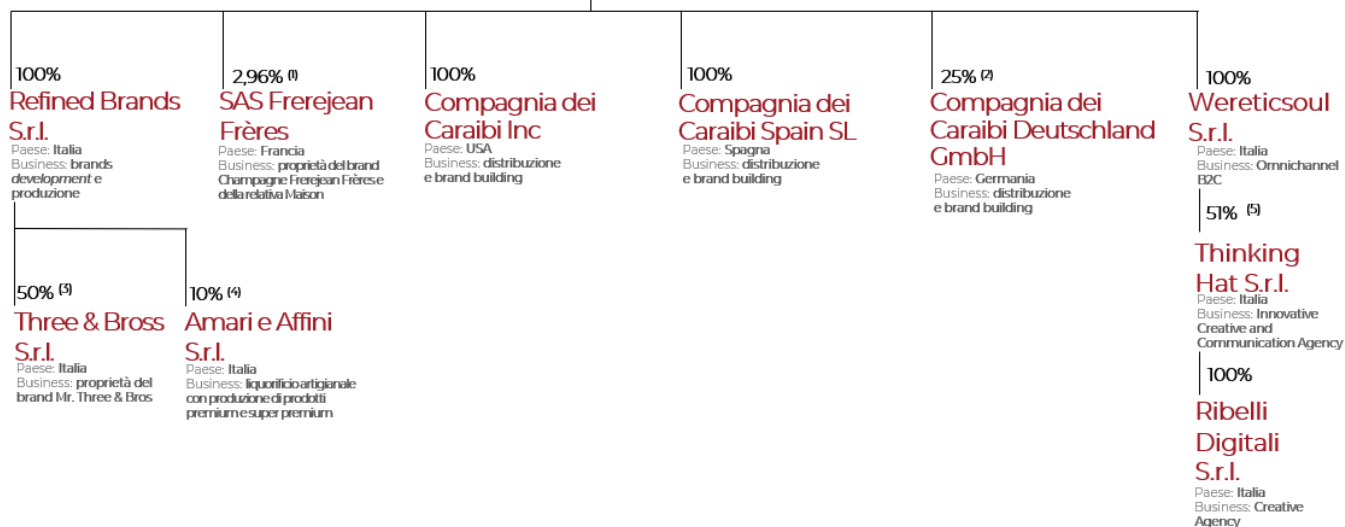 100%
Refined Brands
S.r.l.
Paese: Italia
Business: brands
development e
produzione
2,96% (1)
SAS Frerejean
Frères
Paese: Francia
Business: proprietà del brand
Champagne Frerejean Frères e
della relativa Maison
100%
Compagnia dei
Caraibi Inc
Paese: USA
Business: distribuzione
e brand building
100%
Compagnia dei
Caraibi Spain SL
Paese: Spagna
Business: distribuzione
e brand building
25% (2)
Compagnia dei
Caraibi Deutschland
GmbH
Paese: Germania
Business: distribuzione
e brand building
100%
Wereticsoul
S.r.l.
Paese: Italia
Business: Omnichannel
B2C
50% (3)
Three & Bross
S.r.l.
Paese: Italia
Business: proprietà del
brand Mr. Three & Bros
10% (4)
Amari e Affini
S.r.l.
Paese: Italia
Business: liquorificio artigianale
con produzione di prodotti
premium e super premium
51% (5)
Thinking
Hat S.r.l.
Paese: Italia
Business: Innovative
Creative and
Communication Agency
100%
Ribelli
Digitali
S.r.l.
Paese: Italia
Business: Creative
Agency